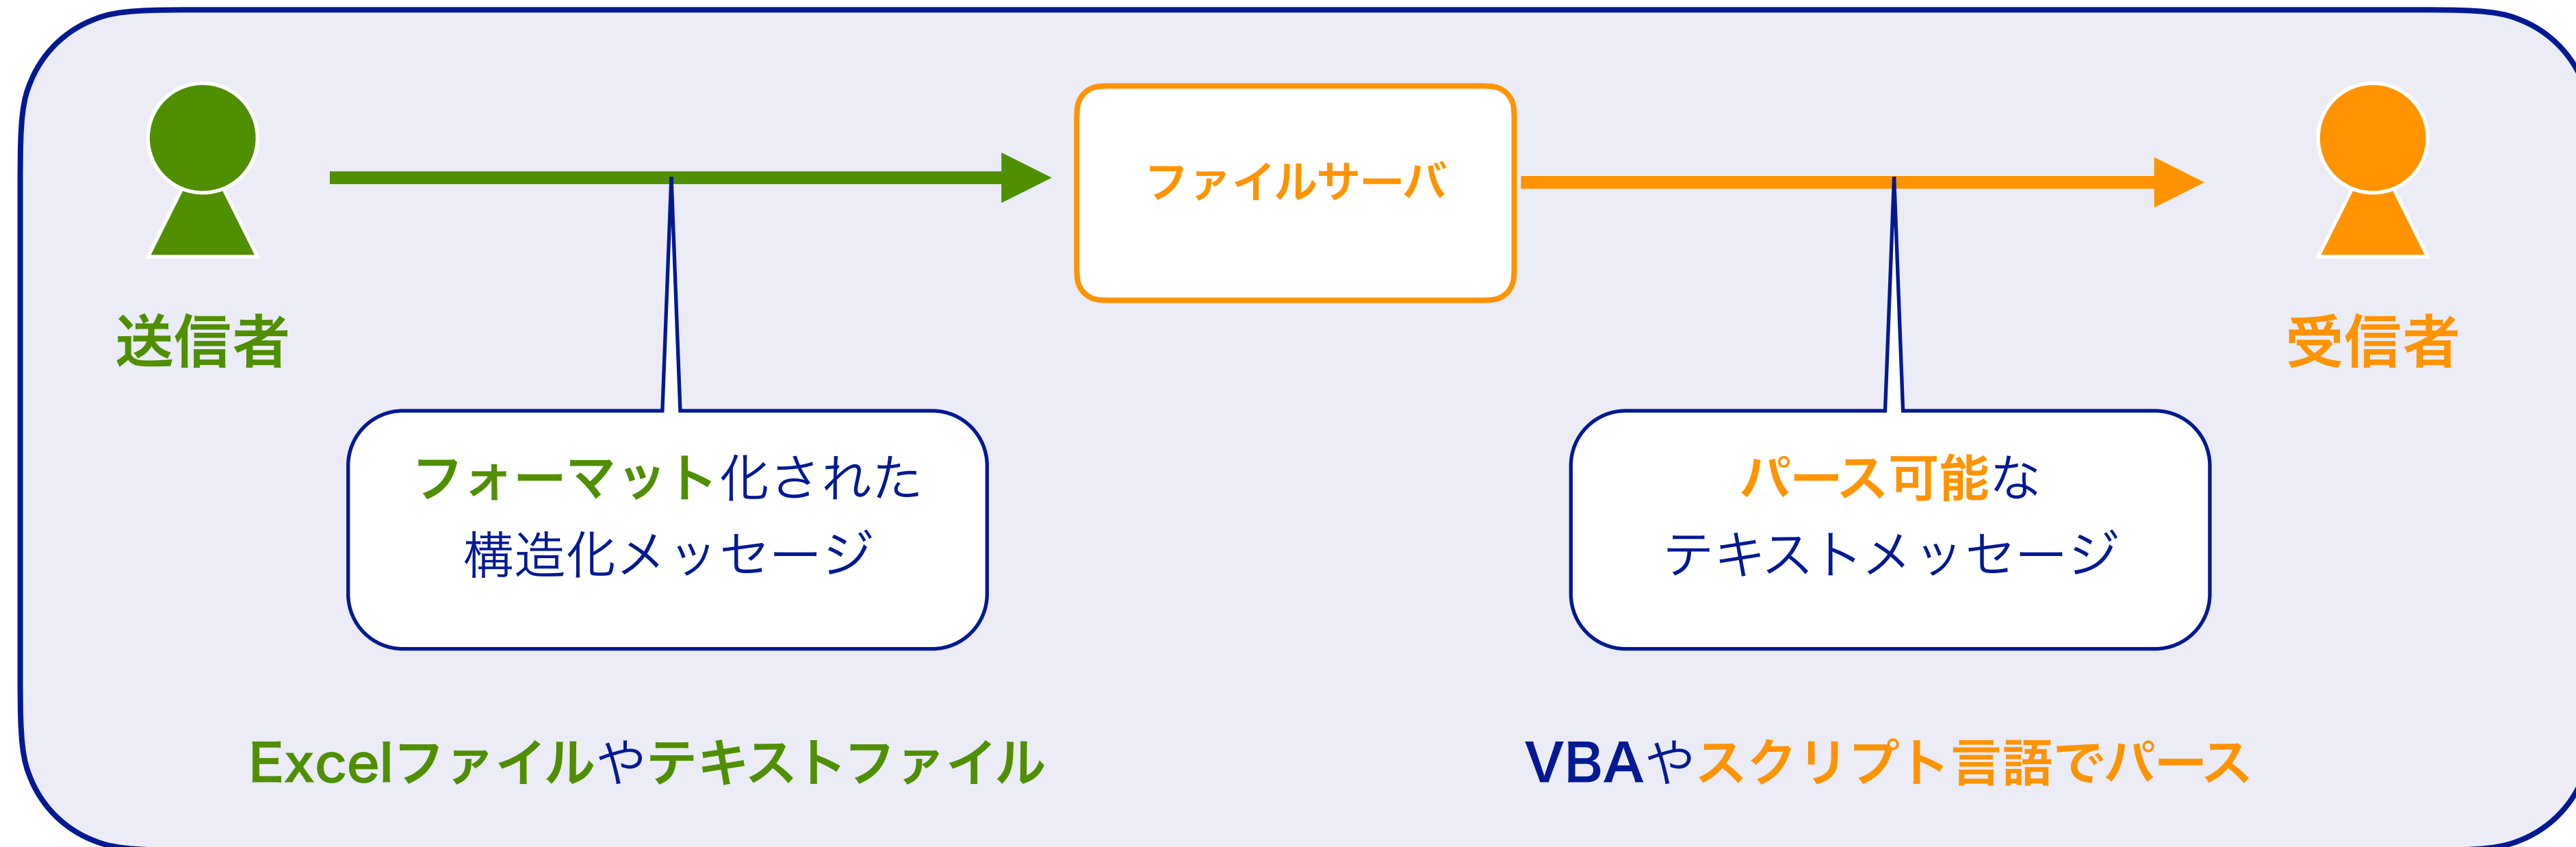 ファイルサーバ
送信者
受信者
フォーマット化された
構造化メッセージ
パース可能な
テキストメッセージ
Excelファイルやテキストファイル
VBAやスクリプト言語でパース